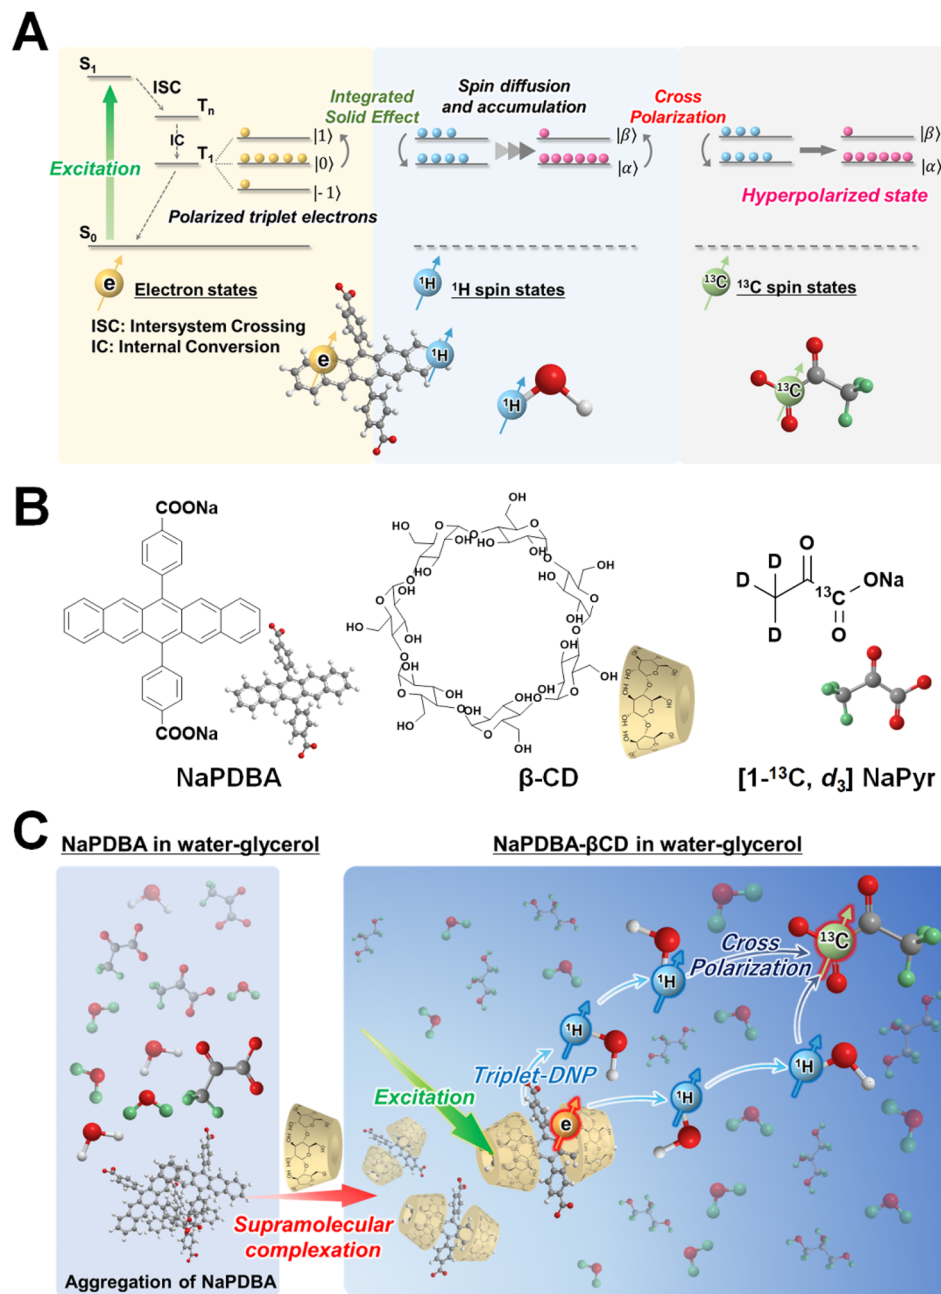 A
S1
ISC
Tn
IC
T1
Excitation
S0
|1⟩
|0⟩
|-1⟩
Polarized triplet electrons
Integrated
Solid Effect
Spin diffusion
and accumulation
|β⟩
|α⟩
Cross
Polarization
|β⟩
|α⟩
Hyperpolarized state
e
Electron states
ISC: Intersystem Crossing
IC: Internal Conversion
e
1H
1H
1H spin states
1H
13C
13C spin states
13C
B
COONa
COONa
NaPDBA
OH
HO
OH
O
β-CD
D
D
D
O
13C
ONa
O
[1-13C, d3] NaPyr
C
NaPDBA in water-glycerol
NaPDBA-βCD in water-glycerol
Aggregation of NaPDBA
Supramolecular
complexation
Excitation
Triplet-DNP
e
1H
1H
1H
1H
Cross
Polarization
13C